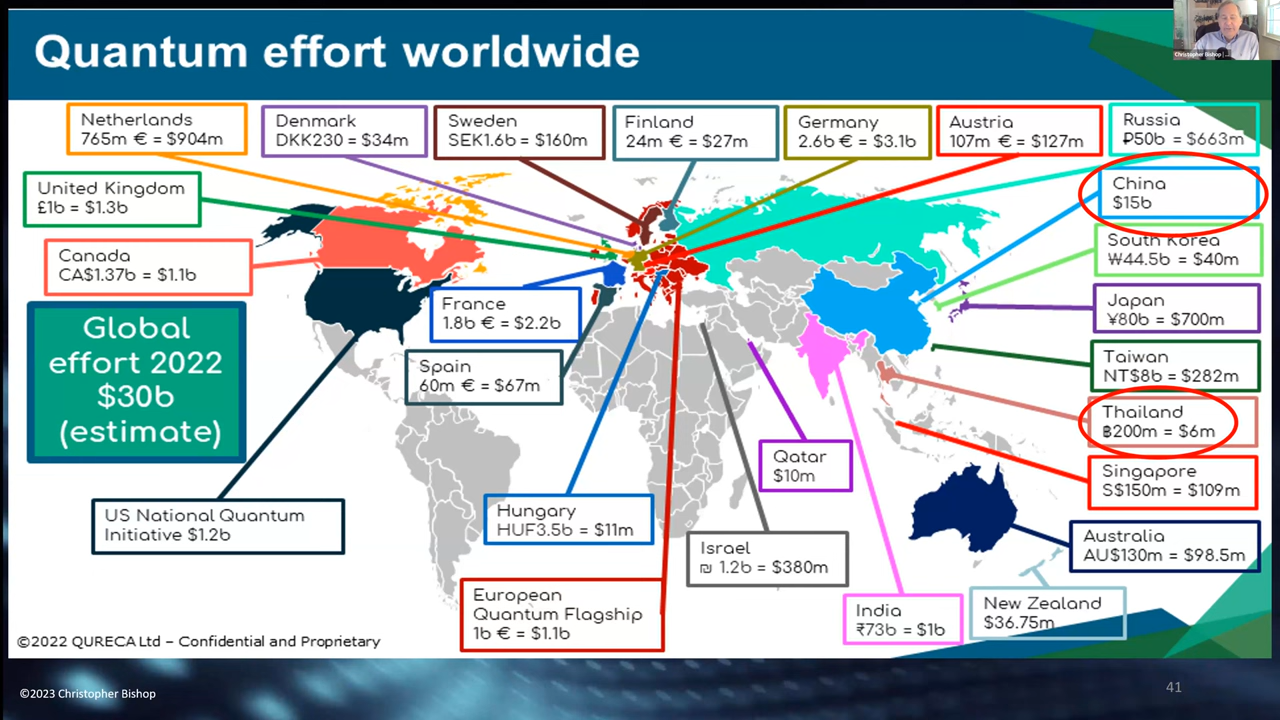 Quantum effort worldwide
Christopher Bishop
Netherlands
765m € = $904m
Denmark
DKK230 = $34m
Sweden
SEK1.6b = $160m
Finland
24m € = $27m
Germany
2.6b € = $3.1b
Austria
107m € = $127m
Russia
₽50b = $663m
United Kingdom
£1b = $1.3b
China
$15b
Canada
CA$1.37b = $1.1b
South Korea
₩44.5b = $40m
France
1.8b € = $2.2b
Japan
¥80b = $700m
Global
effort 2022
$30b
(estimate)
Spain
60m € = $67m
Taiwan
NT$8b = $282m
Thailand
฿200m = $6m
Qatar
$10m
Singapore
S$150m = $109m
US National Quantum
Initiative $1.2b
Hungary
HUF3.5b = $11m
Israel
₪ 1.2b = $380m
Australia
AU$130m = $98.5m
European
Quantum Flagship
1b € = $1.1b
India
₹73b = $1b
New Zealand
$36.75m
©2022 QURECA Ltd – Confidential and Proprietary
©2023 Christopher Bishop
41